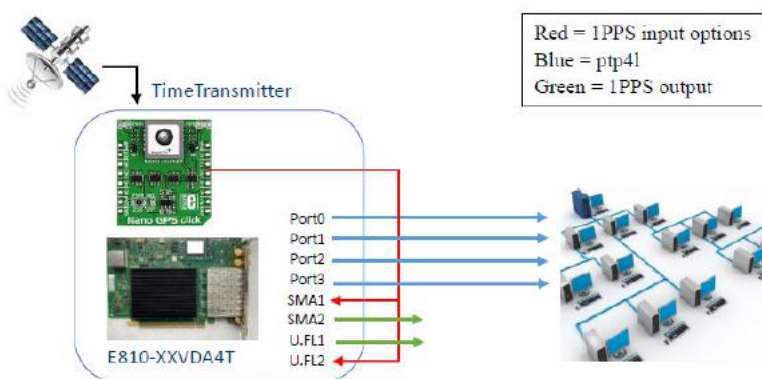 Red = 1PPS input options
Blue = ptp4l
Green = 1PPS output
TimeTransmitter
Nano GPS click
Port0
Port1
Port2
Port3
SMA1
SMA2
U.FL1
U.FL2
E810-XXVDA4T